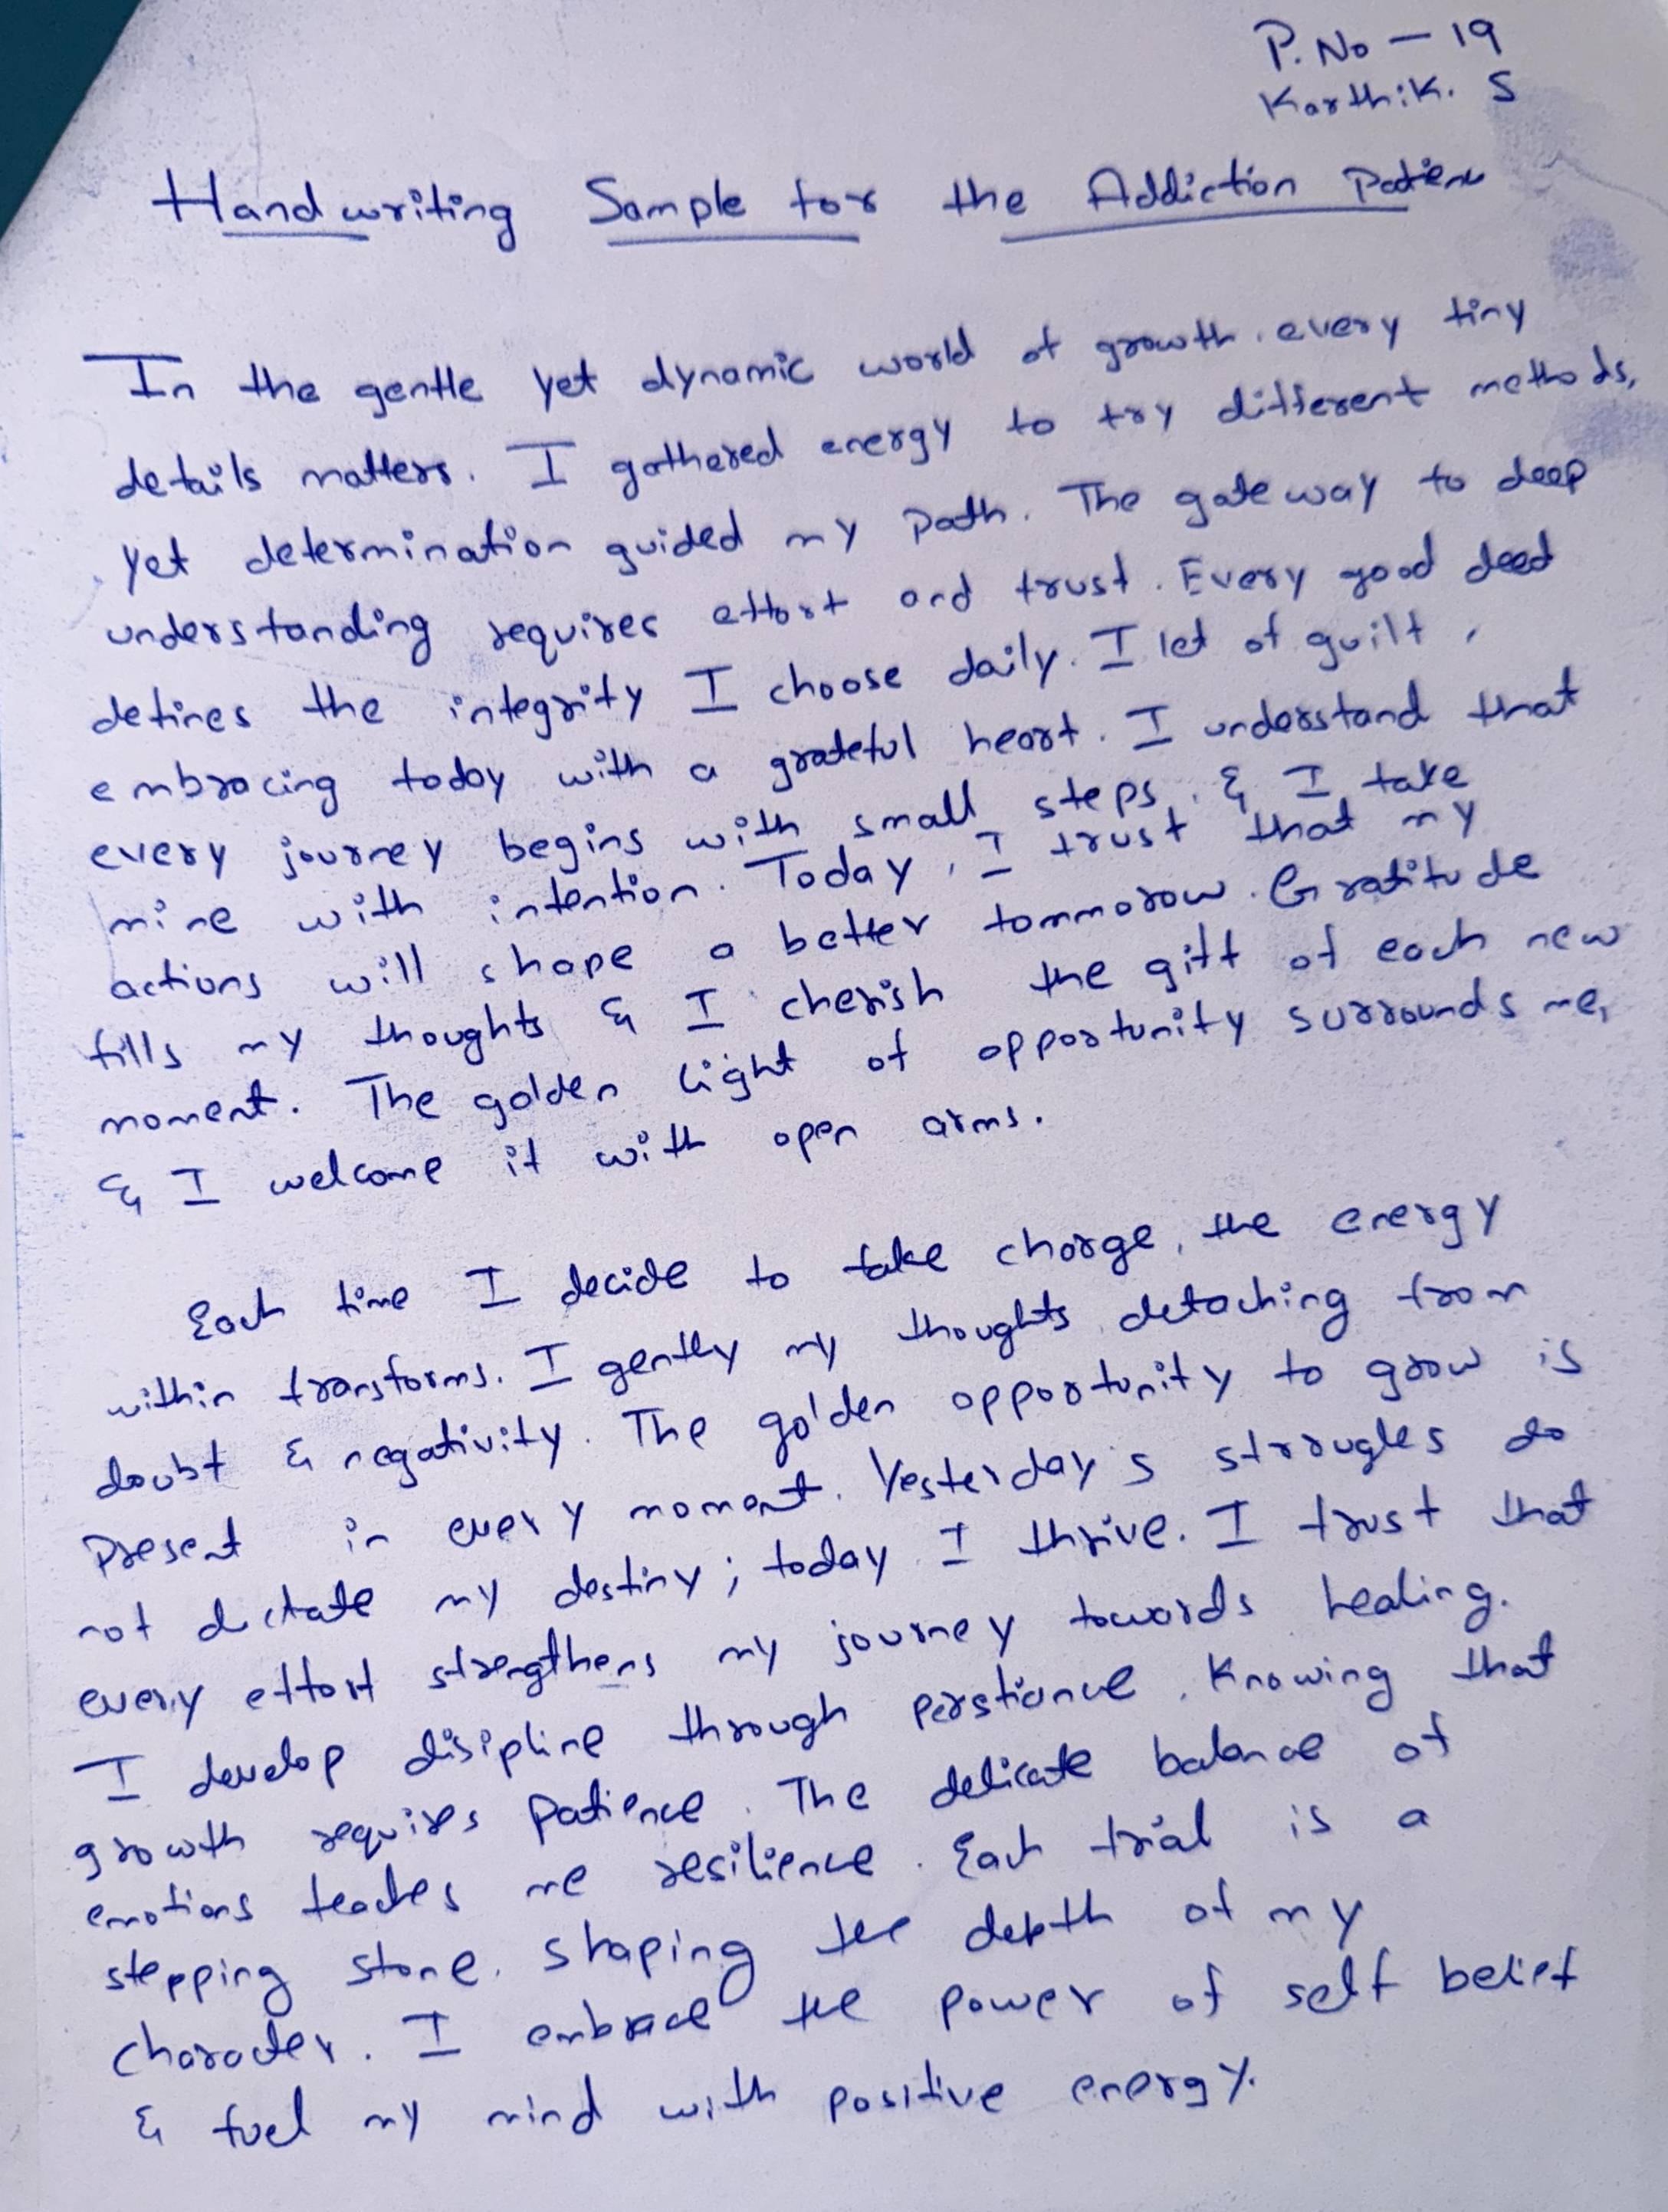 P. No - 19
Karthik. S
Handwriting Sample for the Addiction Patient
In the gentle yet dynamic world of growth, every tiny
details matters. I gathered energy to try different methods,
yet determination guided my path. The gateway to deep
understanding requires effort and trust. Every good deed
defines the integrity I choose daily. I let of guilt,
embracing today with a grateful heart. I understand that
every journey begins with small steps, & I take
mine with intention. Today, I trust that my
actions will shape a better tommorow. Gratitude
fills my thoughts & I cherish the gift of each new
moment. The golden light of opportunity surrounds me,
& I welcome it with open arms.
Each time I decide to take charge, the energy
within transforms. I gently my thoughts, detaching from
doubt & negativity. The golden opportunity to grow is
present in every moment. Yesterday's strougles do
not dictate my destiny; today I thrive. I trust that
every effort strengthens my journey towards healing.
I develop disipline through perstiance, Knowing that
growth requires patience. The delicate balance of
emotions teaches me resilience. Each trial is a
stepping stone, shaping the depth of my
character. I embrace the power of self belief
& fuel my mind with positive energy.